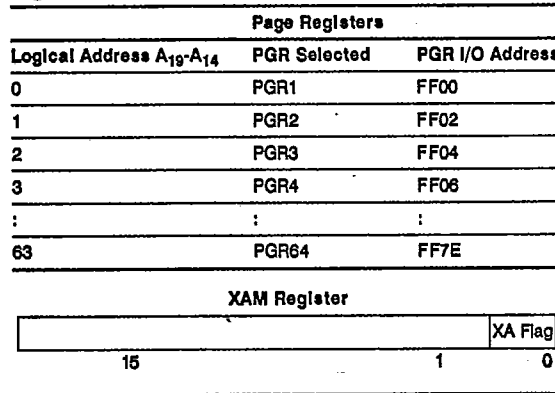 Page Registers
Logical Address A19-A14 PGR Selected PGR I/O Address
0 PGR1 FF00
1 PGR2 FF02
2 PGR3 FF04
3 PGR4 FF06
: : :
63 PGR64 FF7E
XAM Register
XA Flag
15 1 0